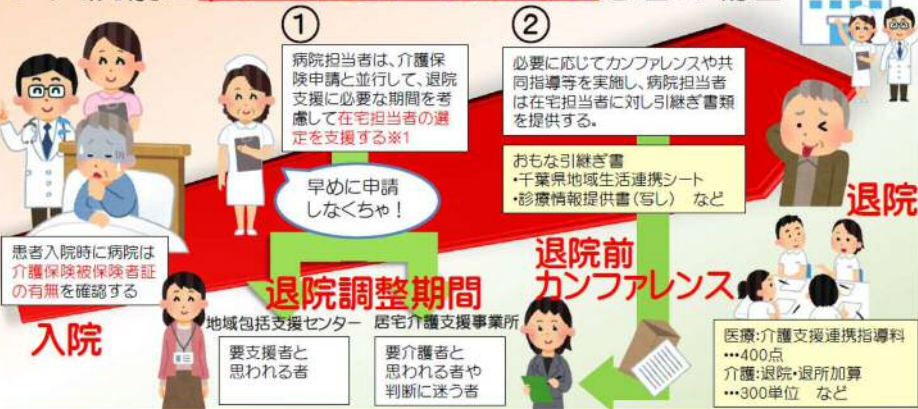 ①
病院担当者は、介護保
険申請と並行して、退院
支援に必要な期間を考
慮して在宅担当者の選
定を支援する※1
②
必要に応じてカンファレンスや共
同指導等を実施し、病院担当者
は在宅担当者に対し引継ぎ書類
を提供する。
おもな引継ぎ書
・千葉県地域生活連携シート
・診療情報提供書(写し) など
早めに申請
しなくちゃ！
退院
患者入院時に病院は
介護保険被保険者証
の有無を確認する
入院
退院調整期間
退院前
カンファレンス
地域包括支援センター
要支援者と
思われる者
居宅介護支援事業所
要介護者と
思われる者や
判断に迷う者
医療:介護支援連携指導料
…400点
介護:退院・退所加算
…300単位 など